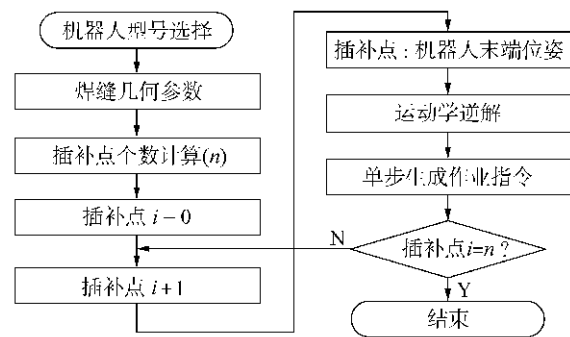 机器人型号选择
焊缝几何参数
插补点个数计算(n)
插补点 i－0
插补点 i+1
插补点：机器人末端位姿
运动学逆解
单步生成作业指令
插补点i=n？
N
Y
结束